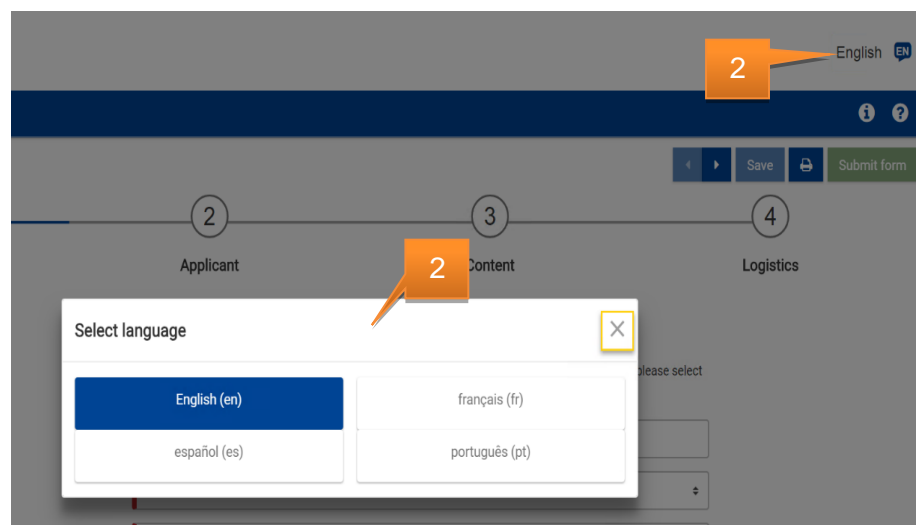 2
English EN
Save Submit form
2 3 4
Applicant Content Logistics
2
Select language
please select
English (en) français (fr)
español (es) português (pt)